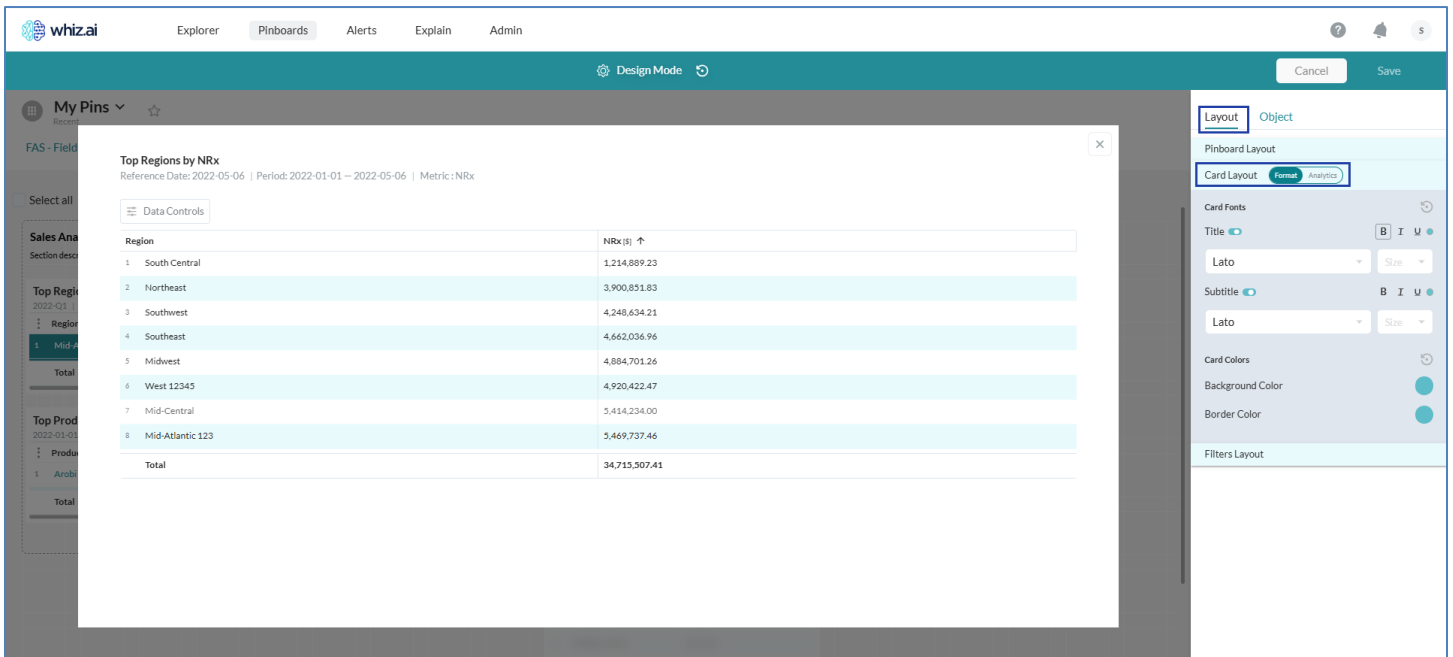 whiz.ai Explorer Pinboards Alerts Explain Admin ? S
Design Mode Cancel Save
My Pins
Recent
FAS - Field
Select all
Sales Ana
Section descr
Top Regio
2022-Q1 |
Region
1 Mid-A
Total
Top Prod
2022-01-01
Produ
1 Arobi
Total
Top Regions by NRx
Reference Date: 2022-05-06 | Period: 2022-01-01 — 2022-05-06 | Metric : NRx
Data Controls
Region NRx [$] ↑
1 South Central 1,214,889.23
2 Northeast 3,900,851.83
3 Southwest 4,248,634.21
4 Southeast 4,662,036.96
5 Midwest 4,884,701.26
6 West 12345 4,920,422.47
7 Mid-Central 5,414,234.00
8 Mid-Atlantic 123 5,469,737.46
Total 34,715,507.41
Layout Object
Pinboard Layout
Card Layout Format Analytics
Card Fonts
Title B I U
Lato Size
Subtitle B I U
Lato Size
Card Colors
Background Color
Border Color
Filters Layout